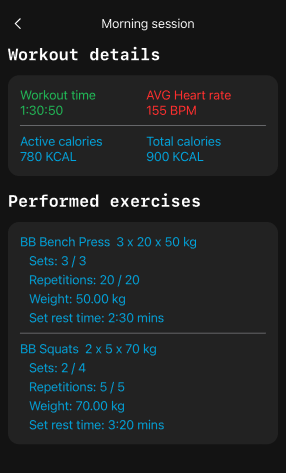 Morning session
Workout details
Workout time AVG Heart rate
1:30:50 155 BPM
Active calories Total calories
780 KCAL 900 KCAL
Performed exercises
BB Bench Press 3 x 20 x 50 kg
Sets: 3 / 3
Repetitions: 20 / 20
Weight: 50.00 kg
Set rest time: 2:30 mins
BB Squats 2 x 5 x 70 kg
Sets: 2 / 4
Repetitions: 5 / 5
Weight: 70.00 kg
Set rest time: 3:20 mins